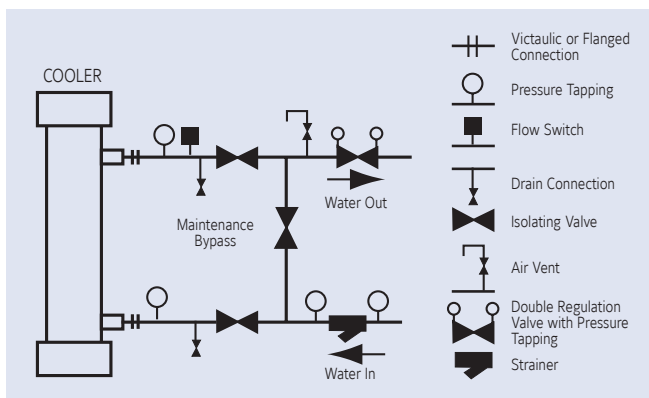 COOLER
Water Out
Maintenance
Bypass
Water In
Victaulic or Flanged
Connection
Pressure Tapping
Flow Switch
Drain Connection
Isolating Valve
Air Vent
Double Regulation
Valve with Pressure
Tapping
Strainer